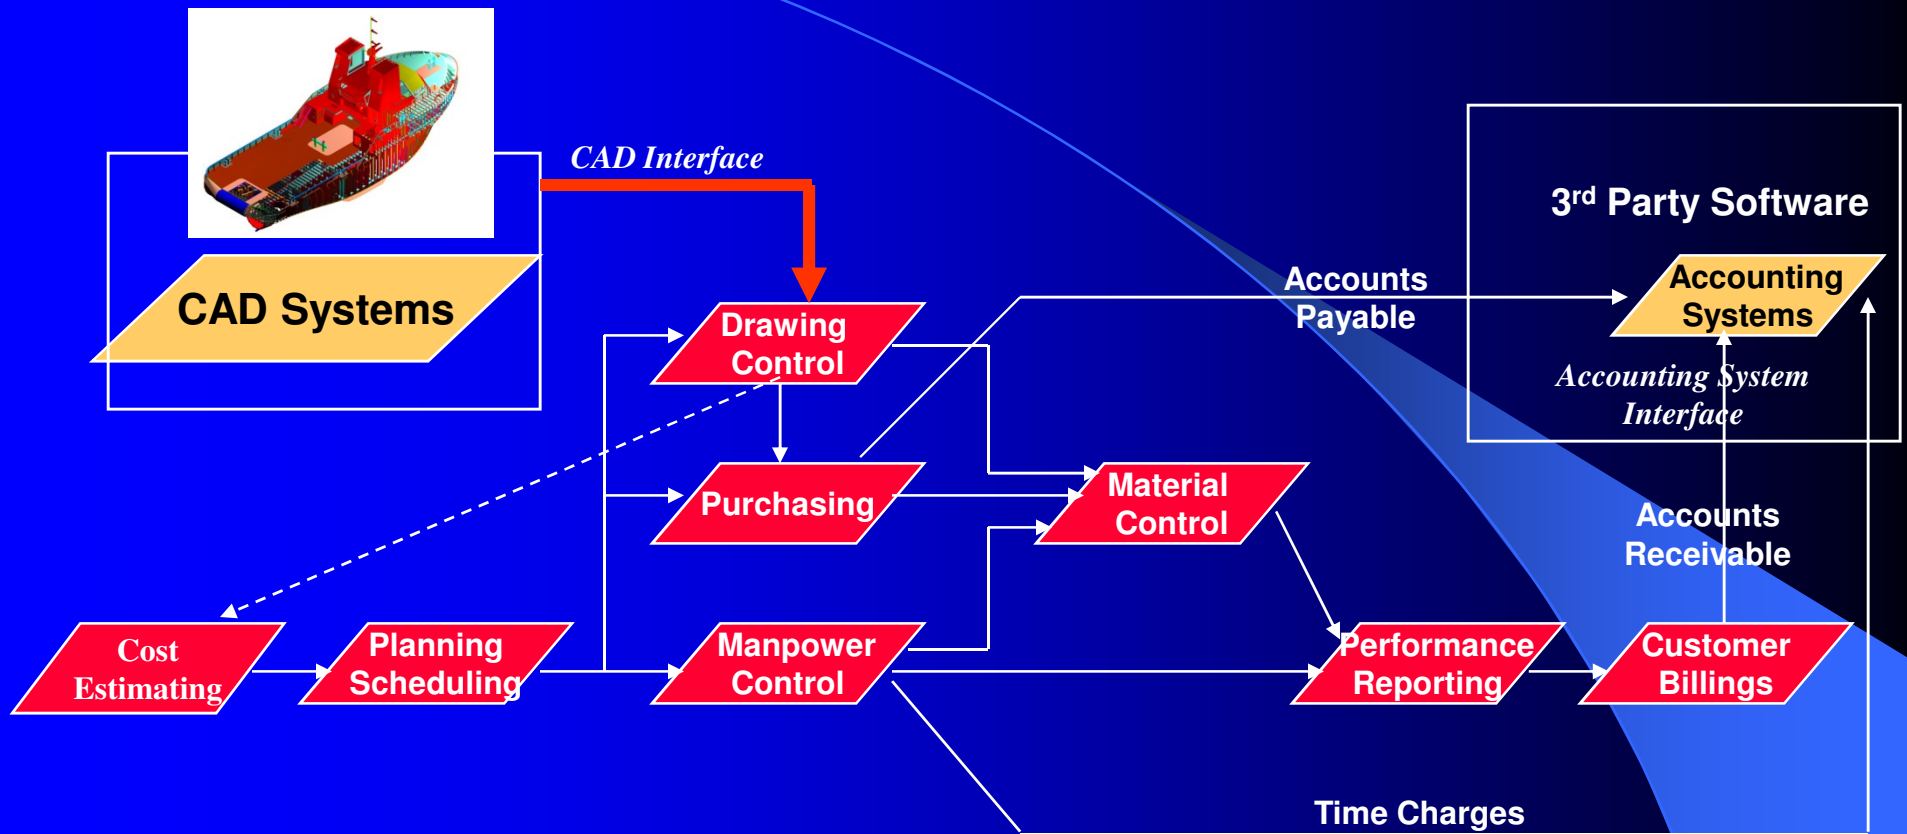 CAD Interface
3rd Party Software
CAD Systems
Accounts
Payable
Accounting
Systems
Drawing
Control
Accounting System
Interface
Purchasing
Material
Control
Accounts
Receivable
Cost
Estimating
Planning
Scheduling
Manpower
Control
Performance
Reporting
Customer
Billings
Time Charges